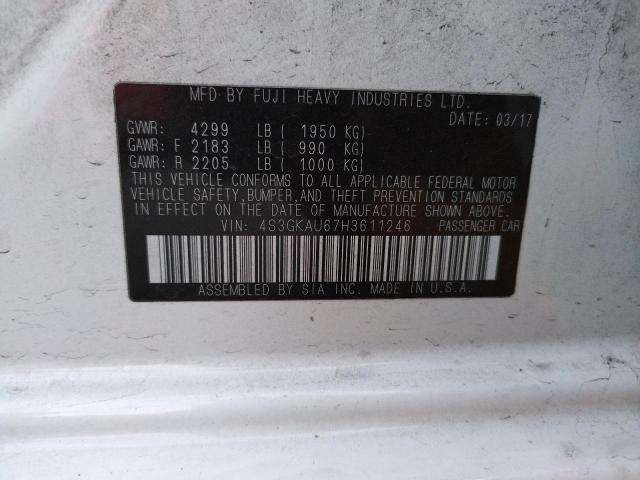 MFD BY FUJI HEAVY INDUSTRIES LTD.
DATE: 03/17
GVWR: 4299 LB ( 1950 KG)
GAWR: F 2183 LB ( 990 KG)
GAWR: R 2205 LB ( 1000 KG)
THIS VEHICLE CONFORMS TO ALL APPLICABLE FEDERAL MOTOR
VEHICLE SAFETY, BUMPER, AND THEFT PREVENTION STANDARDS
IN EFFECT ON THE DATE OF MANUFACTURE SHOWN ABOVE.
VIN: 4S3GKAU67H3611246 PASSENGER CAR
ASSEMBLED BY SIA INC. MADE IN U.S.A.